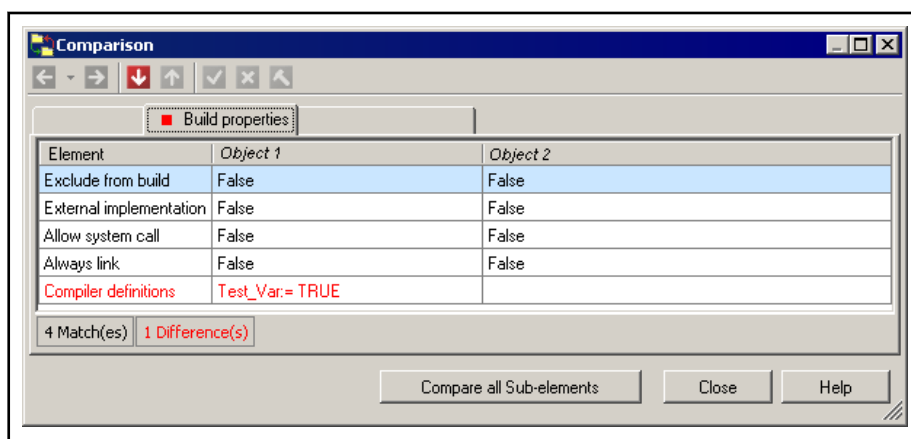 Comparison
Build properties
Element Object 1 Object 2
Exclude from build False False
External implementation False False
Allow system call False False
Always link False False
Compiler definitions Test_Var:= TRUE
4 Match(es) 1 Difference(s)
Compare all Sub-elements Close Help